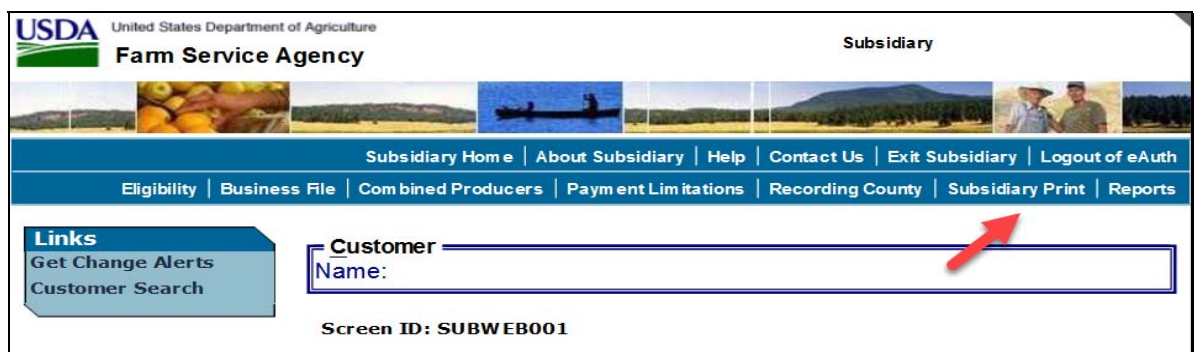 USDA United States Department of Agriculture
Farm Service Agency
Subsidiary
Subsidiary Home | About Subsidiary | Help | Contact Us | Exit Subsidiary | Logout of eAuth
Eligibility | Business File | Combined Producers | Payment Limitations | Recording County | Subsidiary Print | Reports
Links
Get Change Alerts
Customer Search
Customer
Name:
Screen ID: SUBWEB001